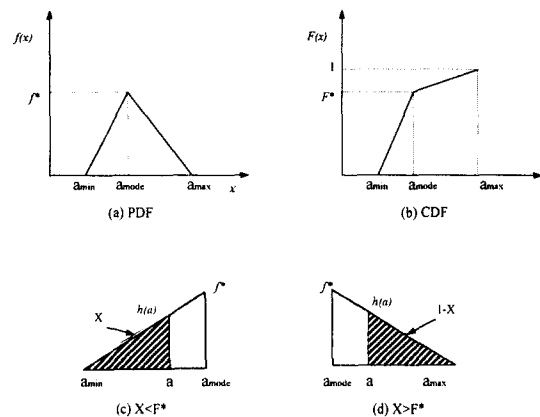 f(x)
f*
amin
amode
amax
x
(a) PDF
F(x)
1
F*
amin
amode
amax
(b) CDF
X
h(a)
f*
amin
a
amode
(c) X<F*
f*
h(a)
1-X
amode
a
amax
(d) X>F*